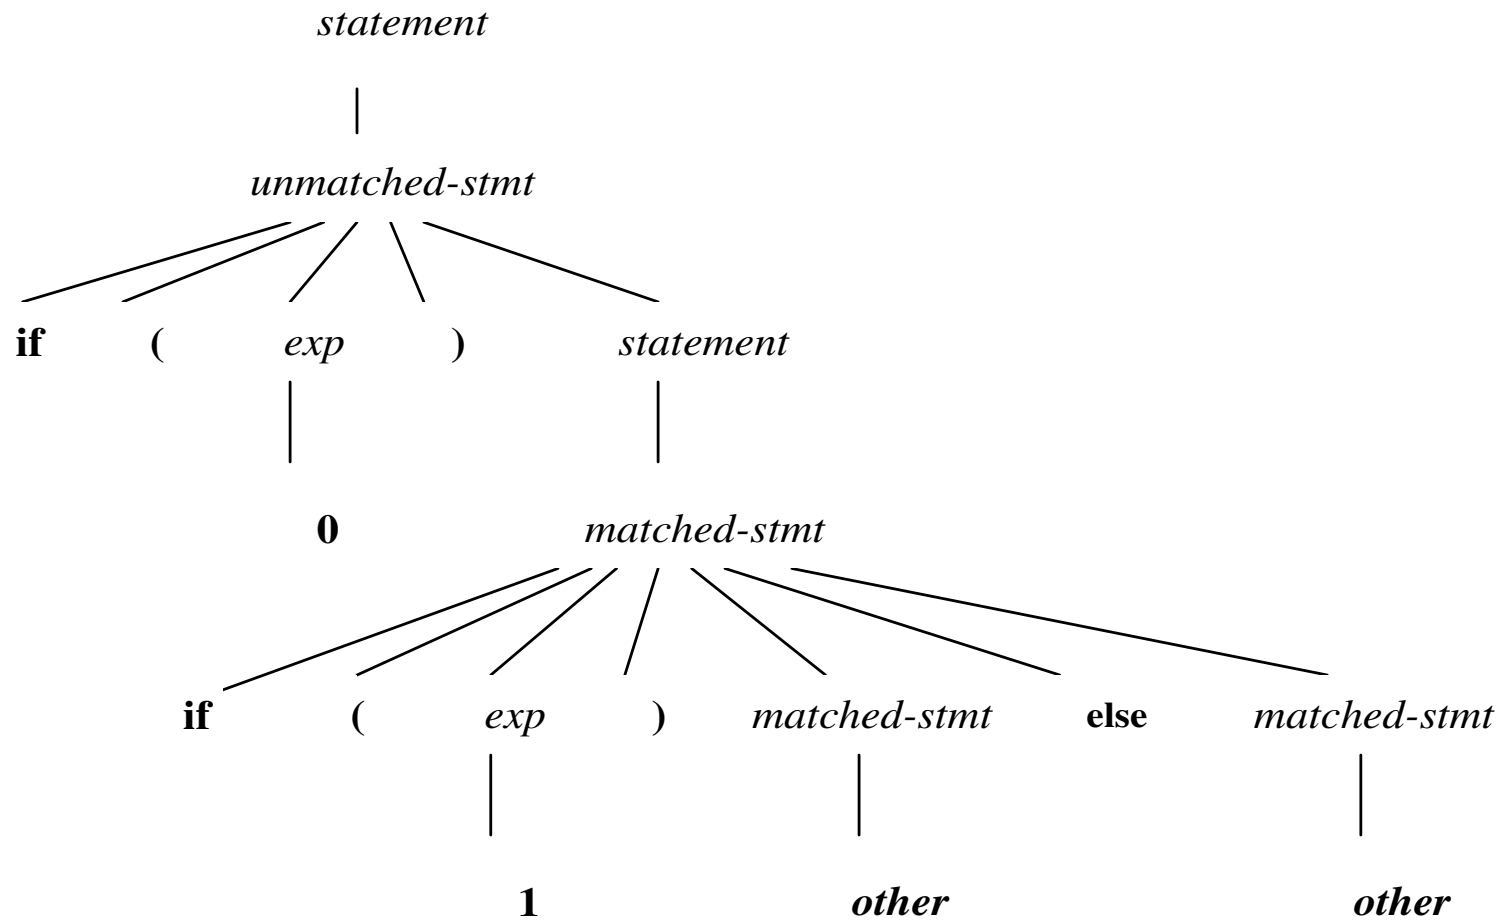 statement
unmatched-stmt
if ( exp ) statement
0 matched-stmt
if ( exp ) matched-stmt else matched-stmt
1 other other